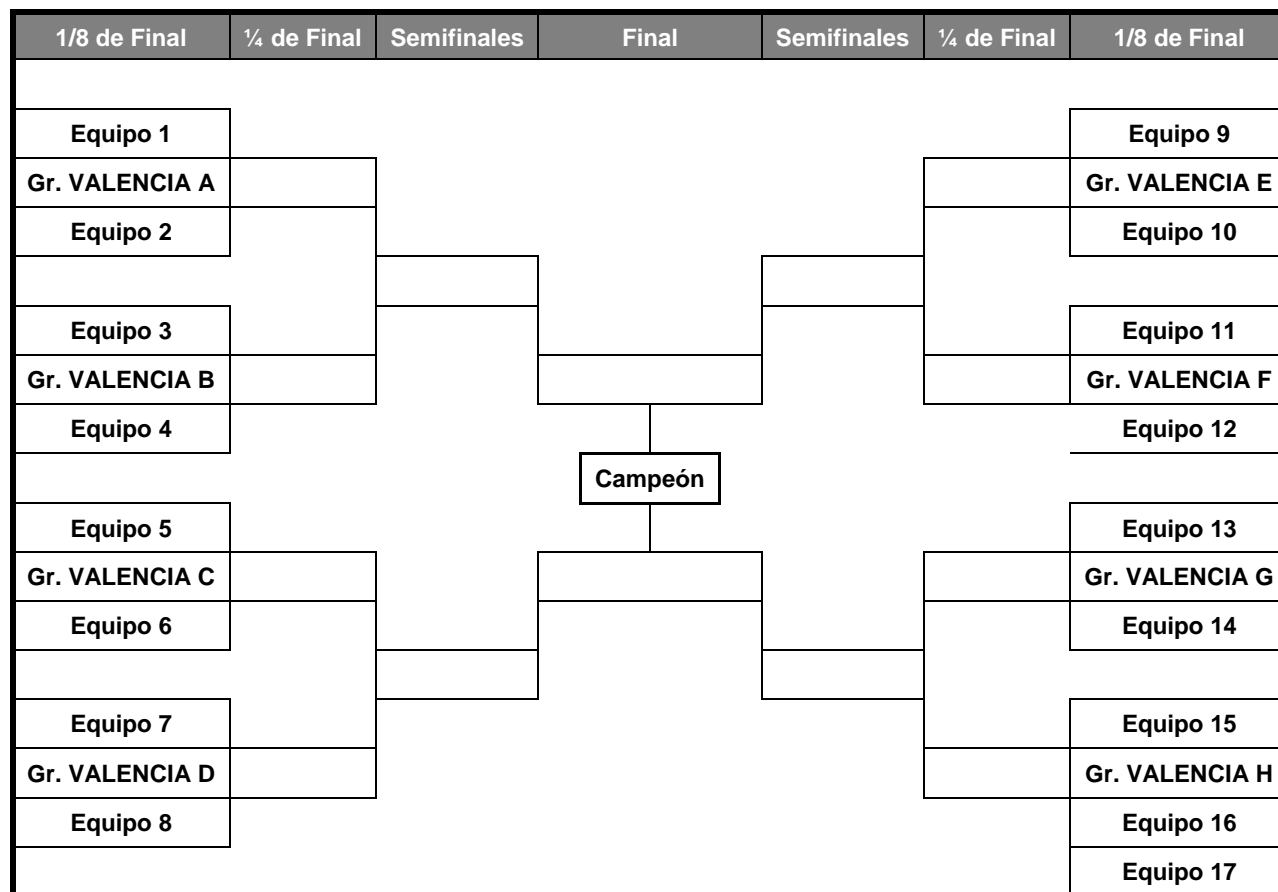 1/8 de Final ¼ de Final Semifinales Final Semifinales ¼ de Final 1/8 de Final
Equipo 1 Equipo 9
Gr. VALENCIA A Gr. VALENCIA E
Equipo 2 Equipo 10
Equipo 3 Equipo 11
Gr. VALENCIA B Gr. VALENCIA F
Equipo 4 Equipo 12
Campeón
Equipo 5 Equipo 13
Gr. VALENCIA C Gr. VALENCIA G
Equipo 6 Equipo 14
Equipo 7 Equipo 15
Gr. VALENCIA D Gr. VALENCIA H
Equipo 8 Equipo 16
Equipo 17